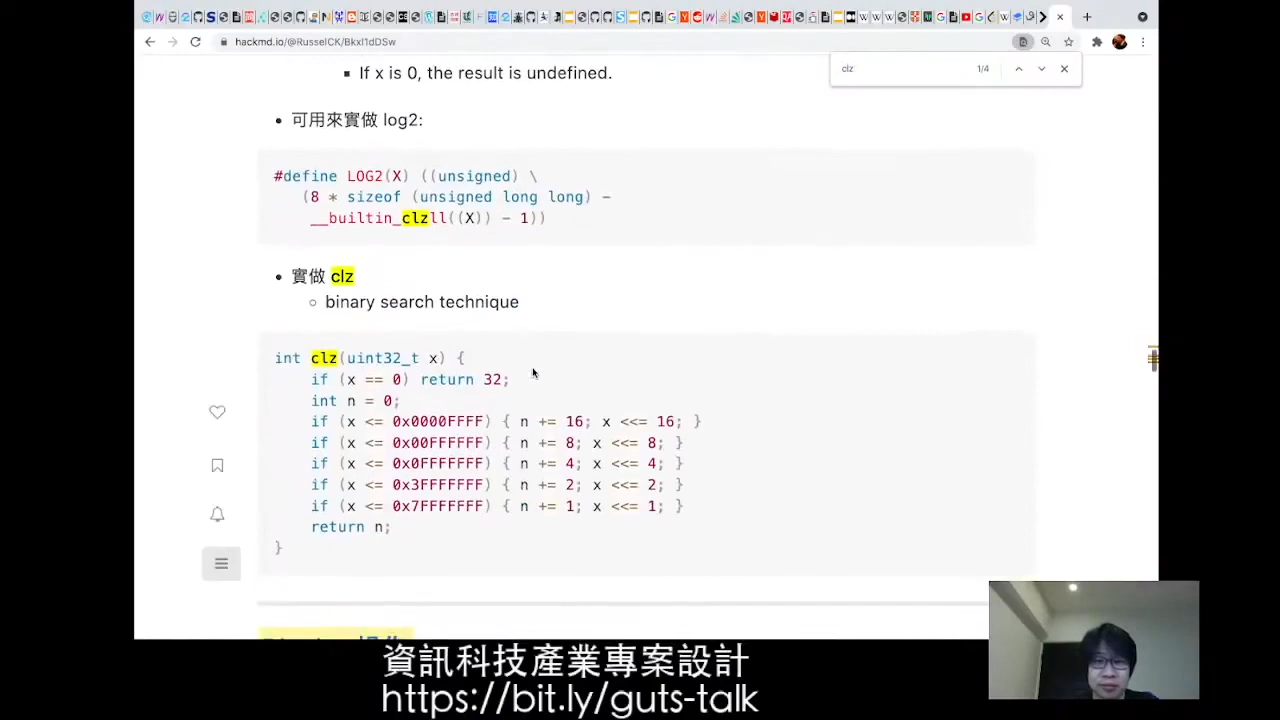 hackmd.io/@RusselCK/Bkxl1dDSw
clz
1/4
If x is 0, the result is undefined.
可用來實做 log2:
#define LOG2(X) ((unsigned) \
(8 * sizeof (unsigned long long) -
__builtin_clzll((X)) - 1))
實做 clz
binary search technique
int clz(uint32_t x) {
if (x == 0) return 32;
int n = 0;
if (x <= 0x0000FFFF) { n += 16; x <<= 16; }
if (x <= 0x00FFFFFF) { n += 8; x <<= 8; }
if (x <= 0x0FFFFFFF) { n += 4; x <<= 4; }
if (x <= 0x3FFFFFFF) { n += 2; x <<= 2; }
if (x <= 0x7FFFFFFF) { n += 1; x <<= 1; }
return n;
}
資訊科技產業專案設計
https://bit.ly/guts-talk